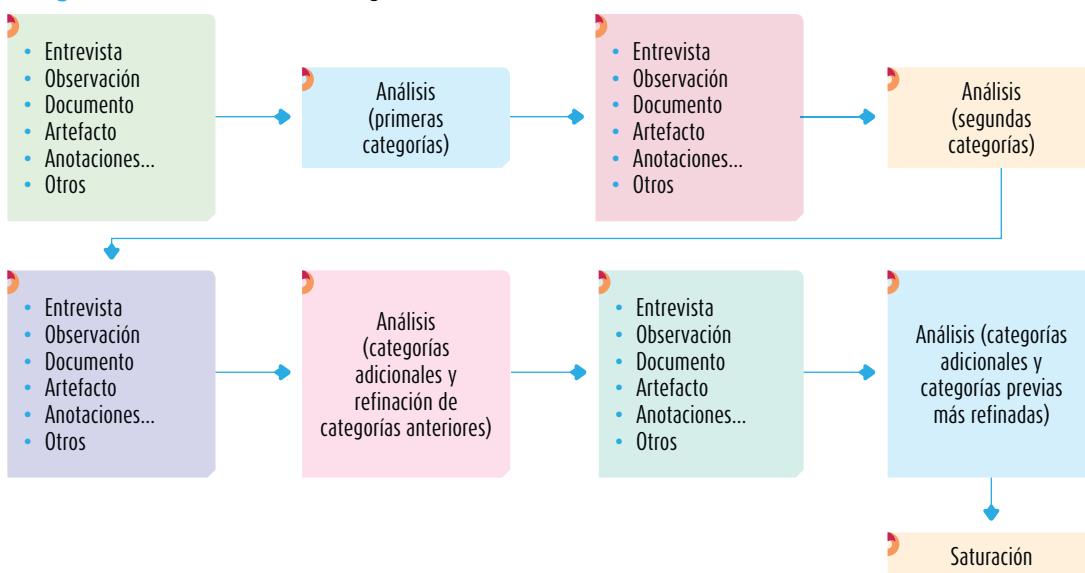 • Entrevista
• Observación
• Documento
• Artefacto
• Anotaciones...
• Otros
Análisis
(primeras
categorías)
• Entrevista
• Observación
• Documento
• Artefacto
• Anotaciones...
• Otros
Análisis
(segundas
categorías)
• Entrevista
• Observación
• Documento
• Artefacto
• Anotaciones...
• Otros
Análisis
(categorías
adicionales y
refinación de
categorías anteriores)
• Entrevista
• Observación
• Documento
• Artefacto
• Anotaciones...
• Otros
Análisis (categorías
adicionales y
categorías previas
más refinadas)
Saturación